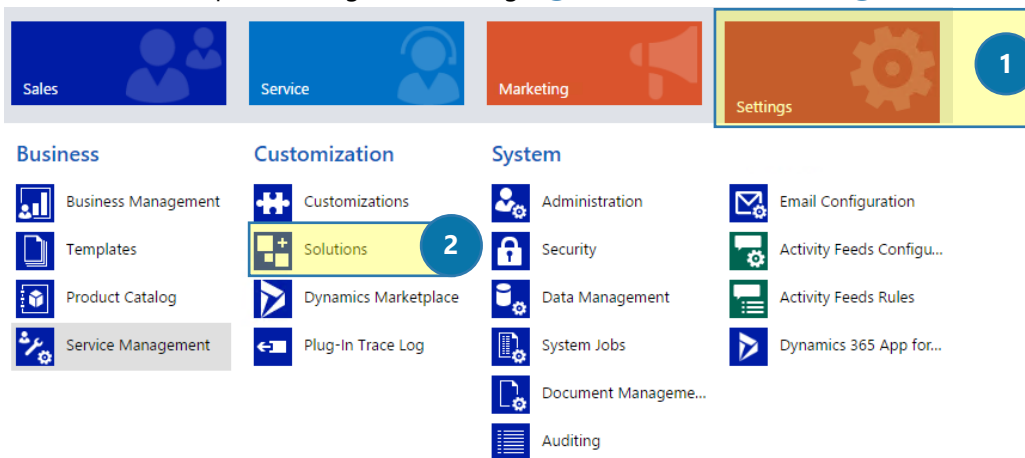 Sales
Service
Marketing
Settings
1
Business
Customization
System
Business Management
Customizations
Administration
Email Configuration
Templates
Solutions
2
Security
Activity Feeds Configu...
Product Catalog
Dynamics Marketplace
Data Management
Activity Feeds Rules
Service Management
Plug-In Trace Log
System Jobs
Dynamics 365 App for...
Document Manageme...
Auditing